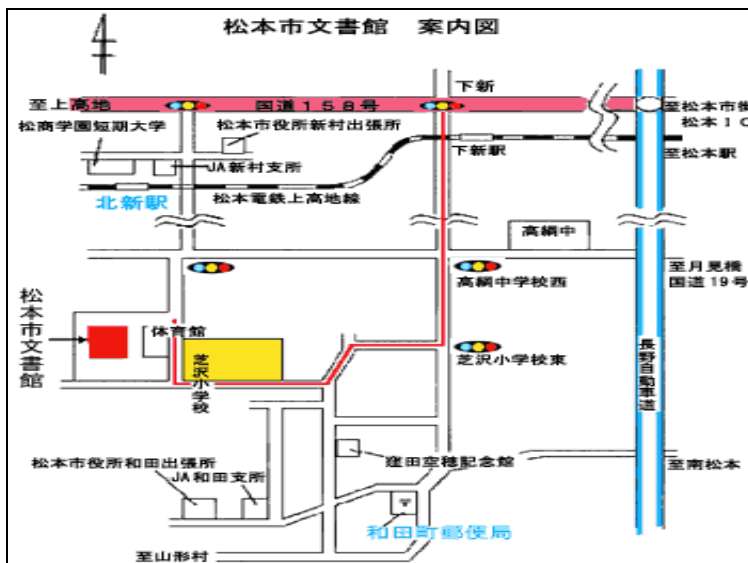 松本市文書館　案内図
下新
至上高地
国道１５８号
至松本市街
松本ＩＣ
松商学園短期大学
松本市役所新村出張所
下新駅
至松本駅
JA新村支所
北新駅
松本電鉄上高地線
高綱中
至月見橋
国道19号
高綱中学校西
松本市文書館
体育館
芝沢小学校
芝沢小学校東
長野自動車道
窪田空穂記念館
至南松本
松本市役所和田出張所
JA和田支所
〒
和田町郵便局
至山形村